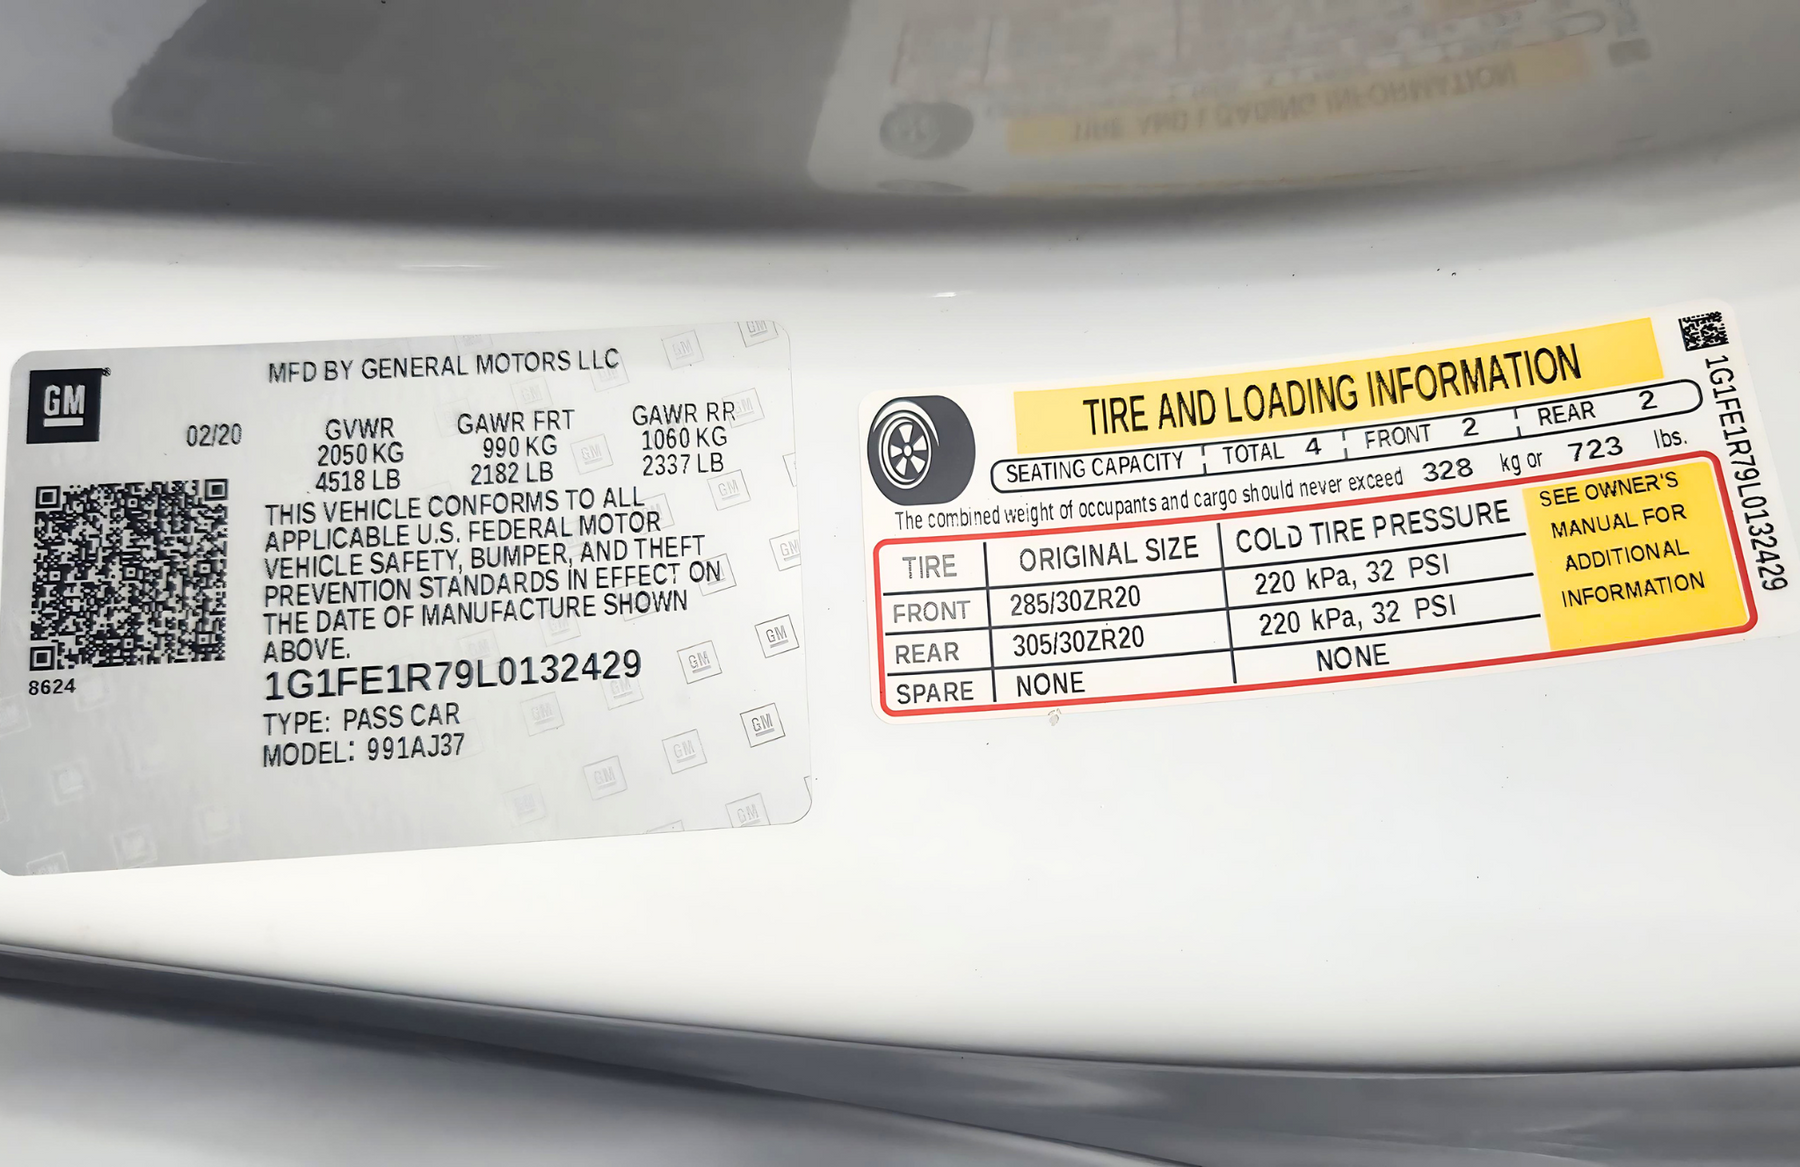 GM
MFD BY GENERAL MOTORS LLC
02/20
GVWR GAWR FRT GAWR RR
2050 KG 990 KG 1060 KG
4518 LB 2182 LB 2337 LB
THIS VEHICLE CONFORMS TO ALL
APPLICABLE U.S. FEDERAL MOTOR
VEHICLE SAFETY, BUMPER, AND THEFT
PREVENTION STANDARDS IN EFFECT ON
THE DATE OF MANUFACTURE SHOWN
ABOVE.
8624
1G1FE1R79L0132429
TYPE: PASS CAR
MODEL: 991AJ37
TIRE AND LOADING INFORMATION
SEATING CAPACITY TOTAL 4 FRONT 2 REAR 2
The combined weight of occupants and cargo should never exceed 328 kg or 723 lbs.
TIRE ORIGINAL SIZE COLD TIRE PRESSURE
FRONT 285/30ZR20 220 kPa, 32 PSI
REAR 305/30ZR20 220 kPa, 32 PSI
SPARE NONE NONE
SEE OWNER'S
MANUAL FOR
ADDITIONAL
INFORMATION
1G1FE1R79L0132429
TIRE AND LOADING INFORMATION